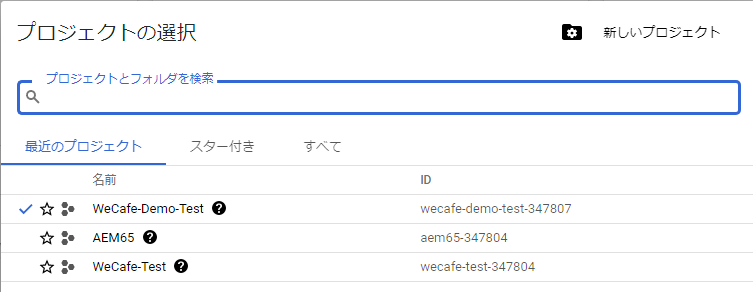 プロジェクトの選択
新しいプロジェクト
プロジェクトとフォルダを検索
最近のプロジェクト スター付き すべて
名前 ID
WeCafe-Demo-Test wecafe-demo-test-347807
AEM65 aem65-347804
WeCafe-Test wecafe-test-347804